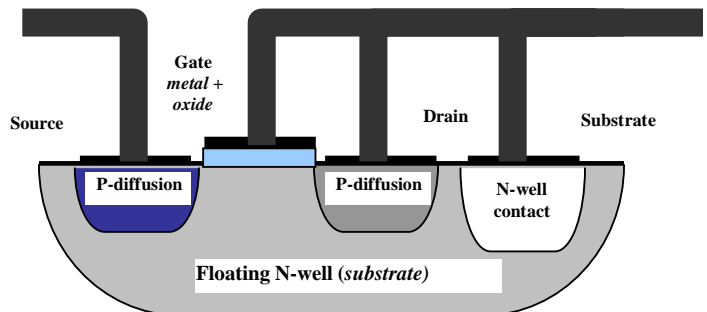 Gate
metal +
oxide
Source
Drain
Substrate
P-diffusion
P-diffusion
N-well
contact
Floating N-well (substrate)